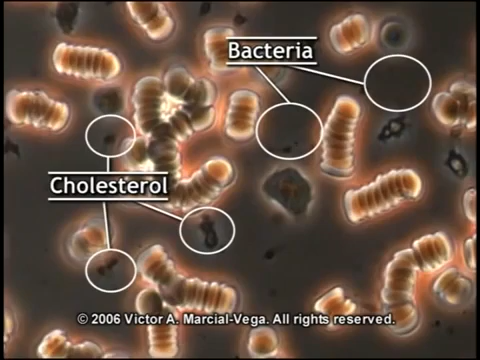 Bacteria
Cholesterol
© 2006 Victor A. Marcial-Vega. All rights reserved.